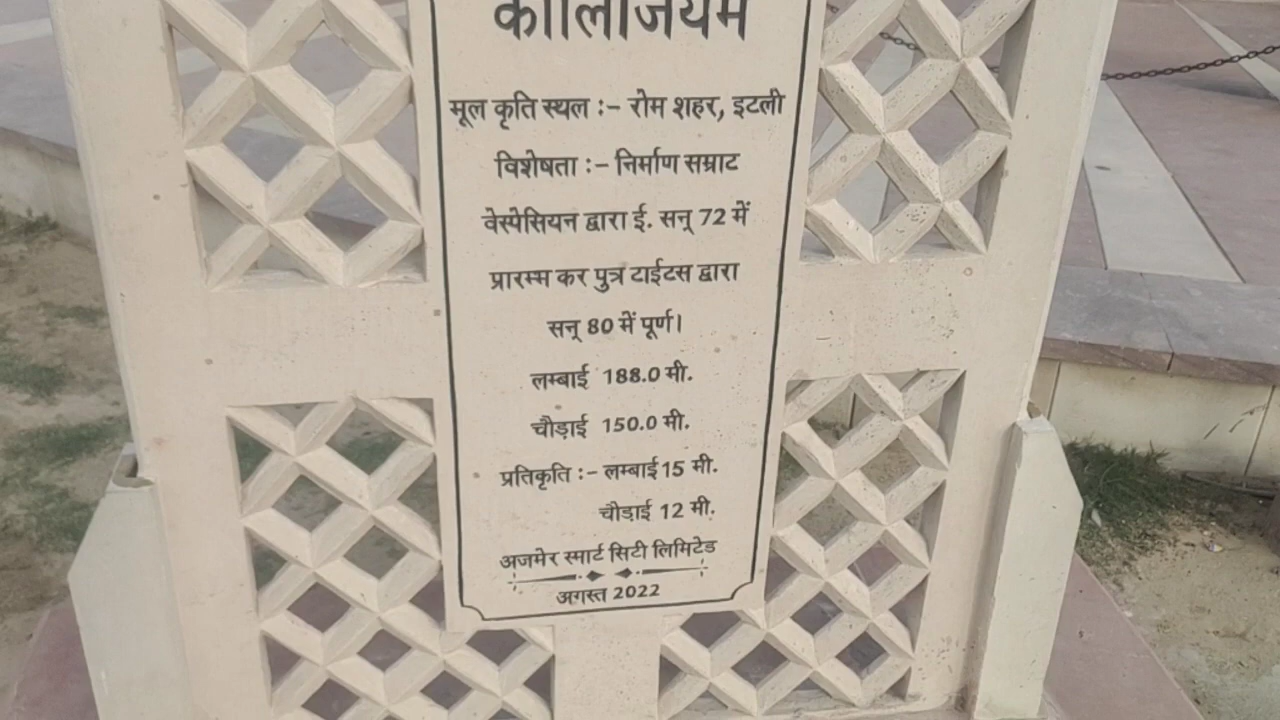 कोलिजियम
मूल कृति स्थल :- रोम शहर, इटली
विशेषता :- निर्माण सम्राट
वेस्पेसियन द्वारा ई. सन् 72 में
प्रारम्म कर पुत्र टाईटस द्वारा
सन् 80 में पूर्ण।
लम्बाई 188.0 मी.
चौड़ाई 150.0 मी.
प्रतिकृति :- लम्बाई 15 मी.
चौड़ाई 12 मी.
अजमेर स्मार्ट सिटी लिमिटेड
अगस्त 2022